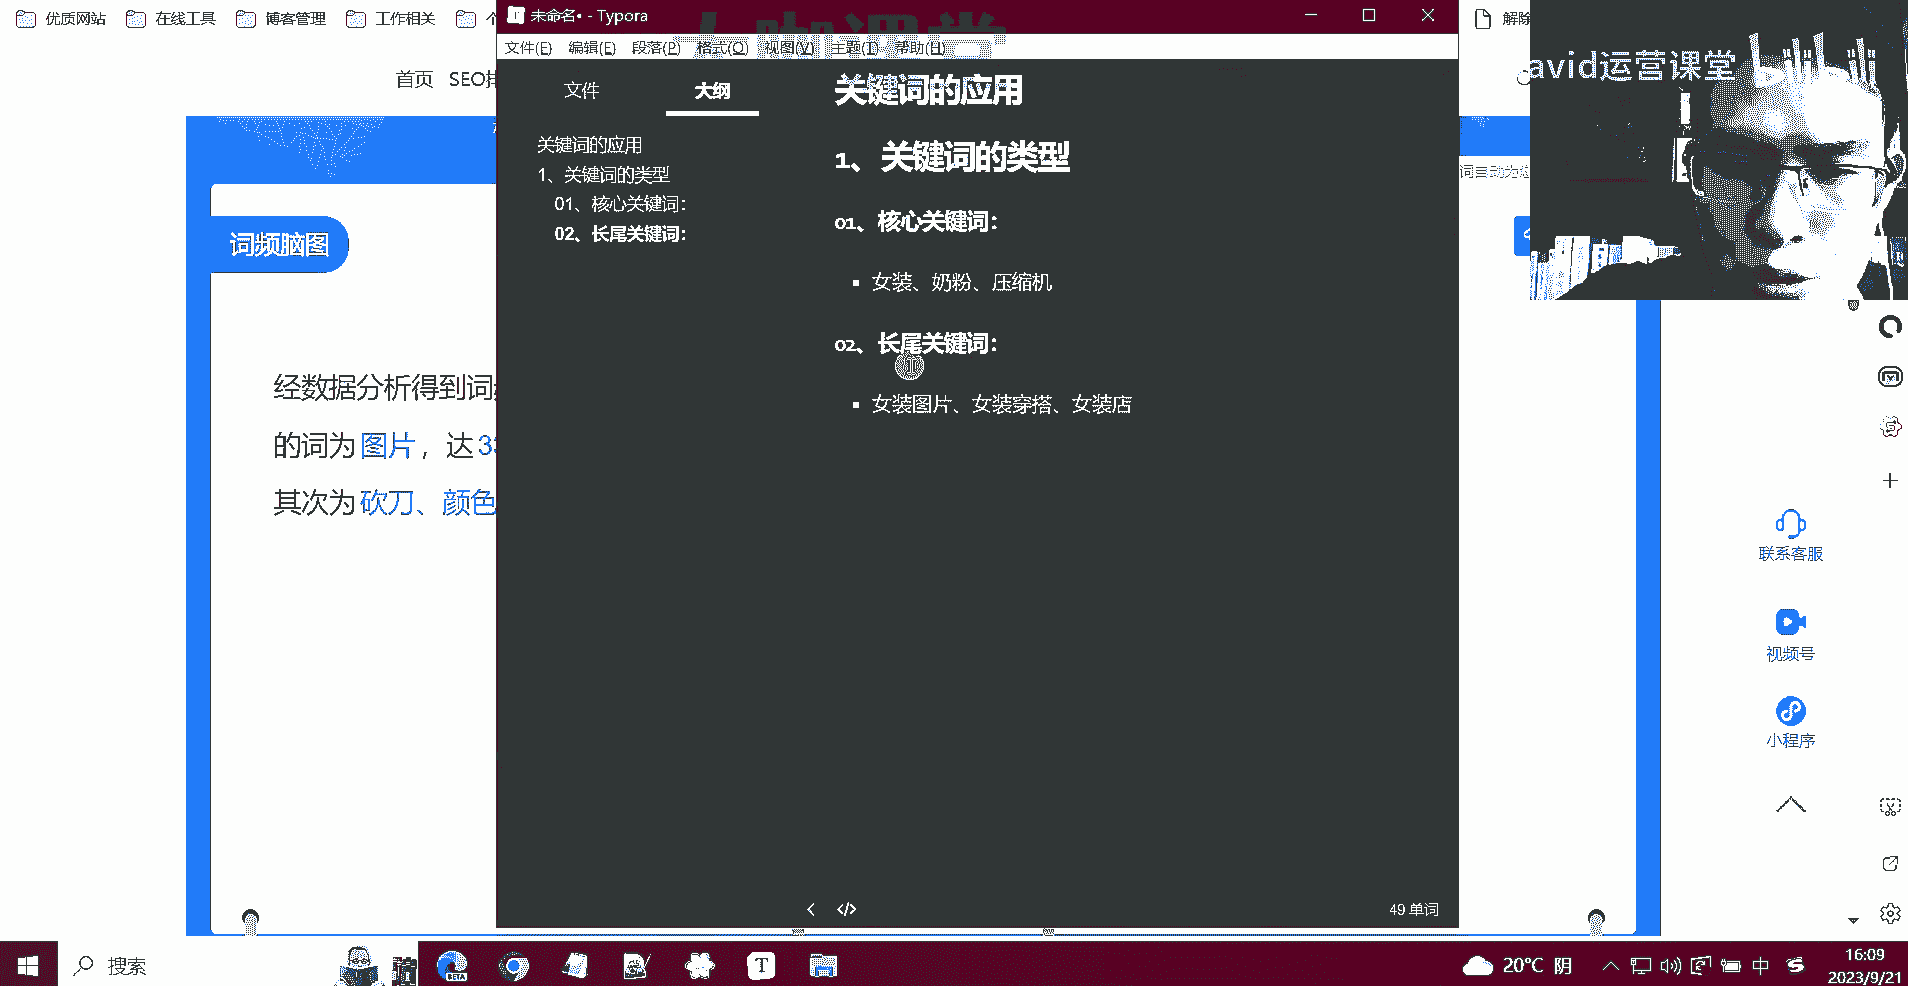 优质网站
在线工具
博客管理
工作相关
未命名• - Typora
解除
文件(F) 编辑(E) 段落(P) 格式(O) 视图(V) 主题(T) 帮助(H)
首页 SEO
avid运营课堂
文件 大纲
关键词的应用
1、关键词的类型
01、核心关键词:
02、长尾关键词:
关键词的应用
1、关键词的类型
01、核心关键词:
女装、奶粉、压缩机
02、长尾关键词:
女装图片、女装穿搭、女装店
词频脑图
经数据分析得到词
的词为 图片，达 3
其次为 砍刀、颜色
联系客服
视频号
小程序
49 单词
搜索
BETA
T
20°C 阴
中
16:09
2023/9/21